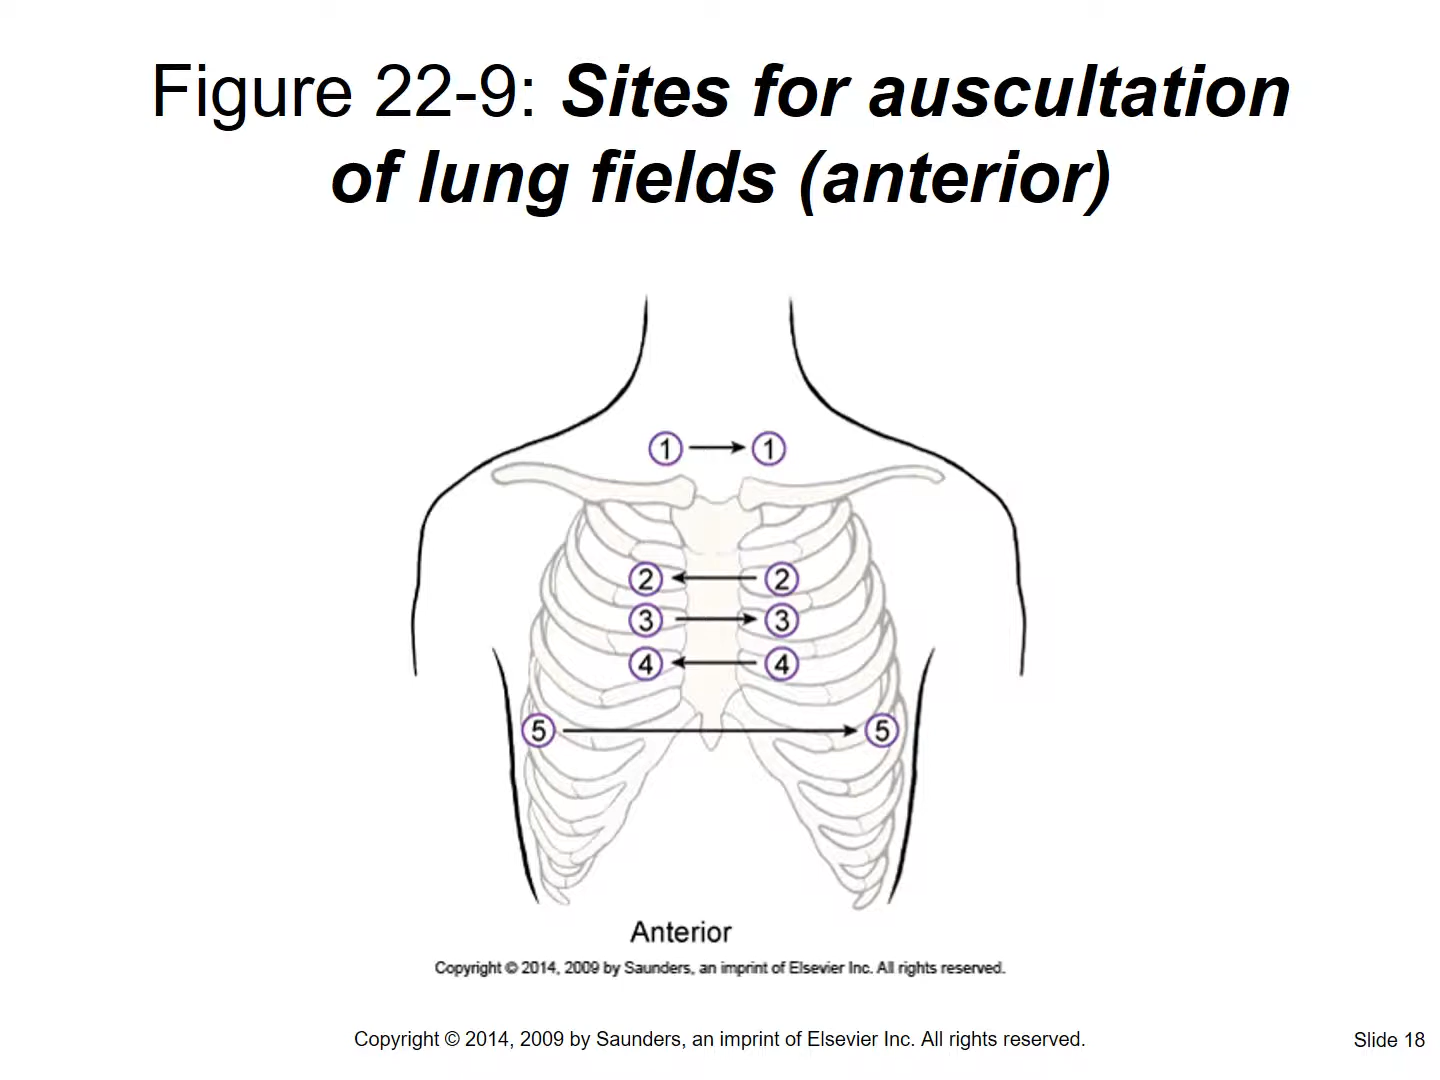 Figure 22-9: Sites for auscultation
of lung fields (anterior)
1 1
2 2
3 3
4 4
5 5
Anterior
Copyright © 2014, 2009 by Saunders, an imprint of Elsevier Inc. All rights reserved.
Copyright © 2014, 2009 by Saunders, an imprint of Elsevier Inc. All rights reserved.
Slide 18